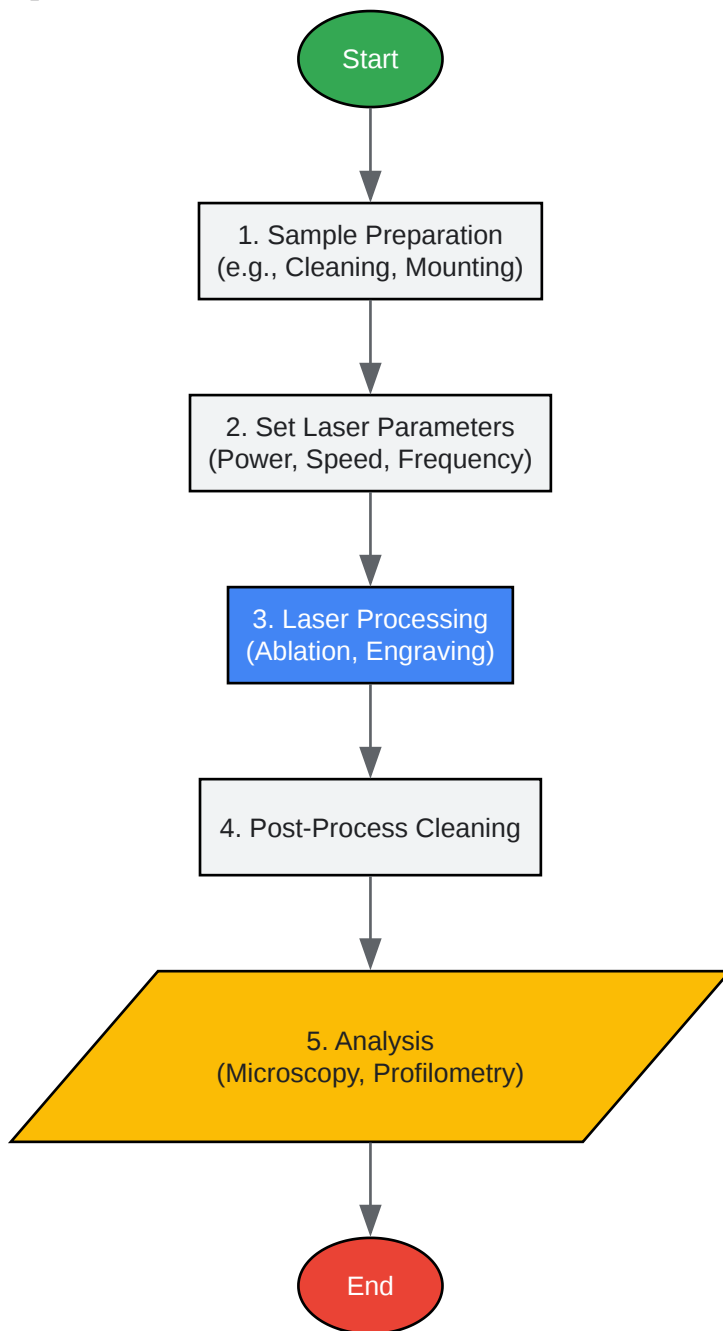 Start
1. Sample Preparation
(e.g., Cleaning, Mounting)
2. Set Laser Parameters
(Power, Speed, Frequency)
3. Laser Processing
(Ablation, Engraving)
4. Post-Process Cleaning
5. Analysis
(Microscopy, Profilometry)
End